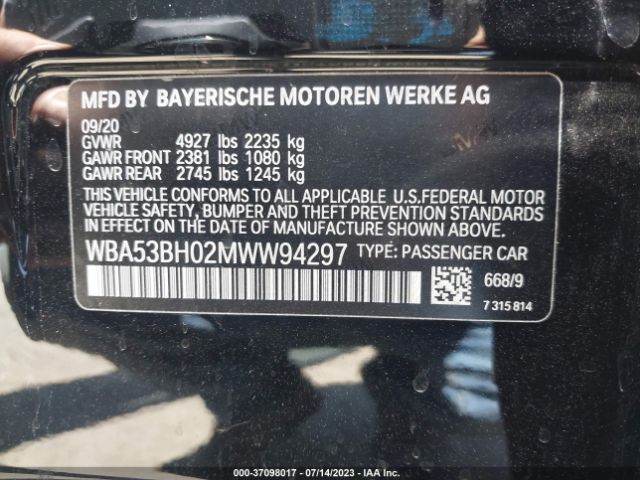 MFD BY BAYERISCHE MOTOREN WERKE AG
09/20
GVWR 4927 lbs 2235 kg
GAWR FRONT 2381 lbs 1080 kg
GAWR REAR 2745 lbs 1245 kg
THIS VEHICLE CONFORMS TO ALL APPLICABLE U.S.FEDERAL MOTOR
VEHICLE SAFETY, BUMPER AND THEFT PREVENTION STANDARDS
IN EFFECT ON THE DATE OF MANUFACTURE SHOWN ABOVE.
WBA53BH02MWW94297 TYPE: PASSENGER CAR
668/9
7 315 814
000-37098017 - 07/14/2023 - IAA Inc.